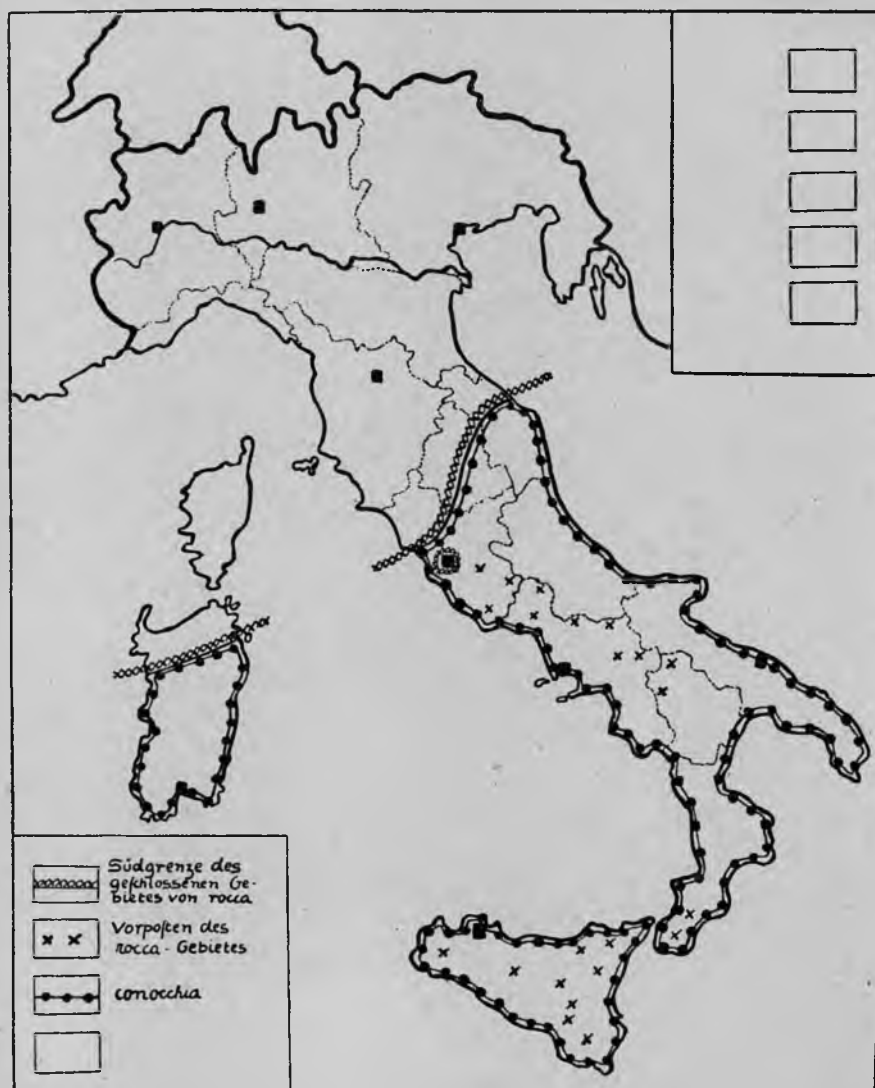 Südgrenze des
geschlossenen Ge-
bietes von rocca
Vorposten des
rocca-Gebietes
conocchia